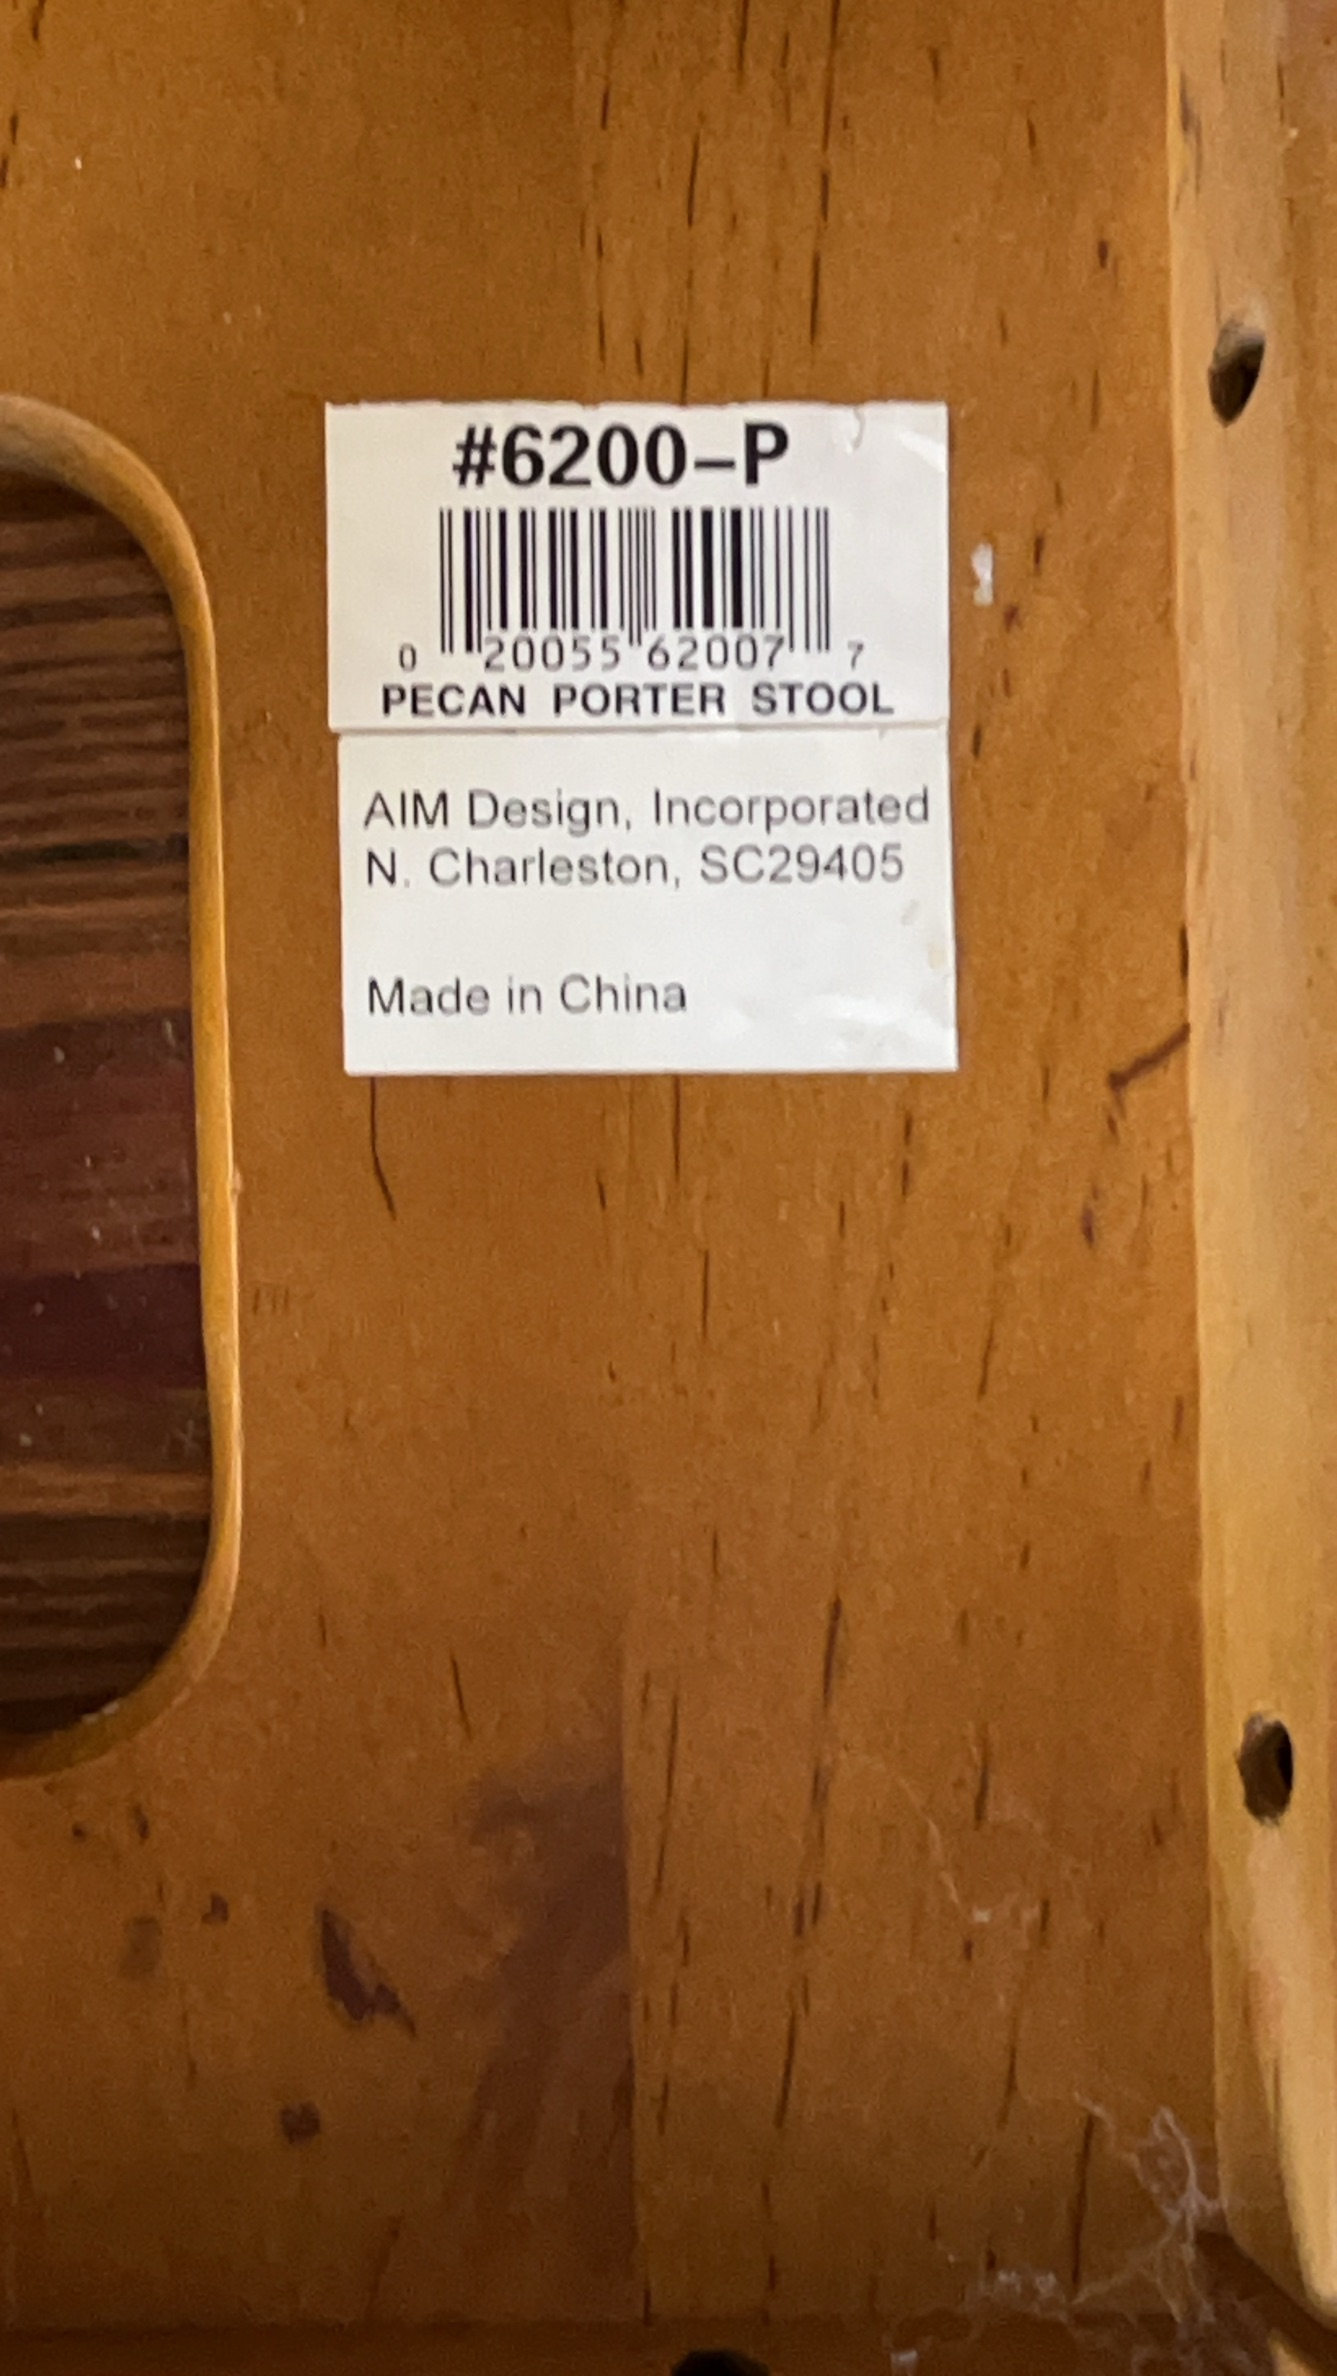 #6200-P
0 20055 62007 7
PECAN PORTER STOOL
AIM Design, Incorporated
N. Charleston, SC29405
Made in China